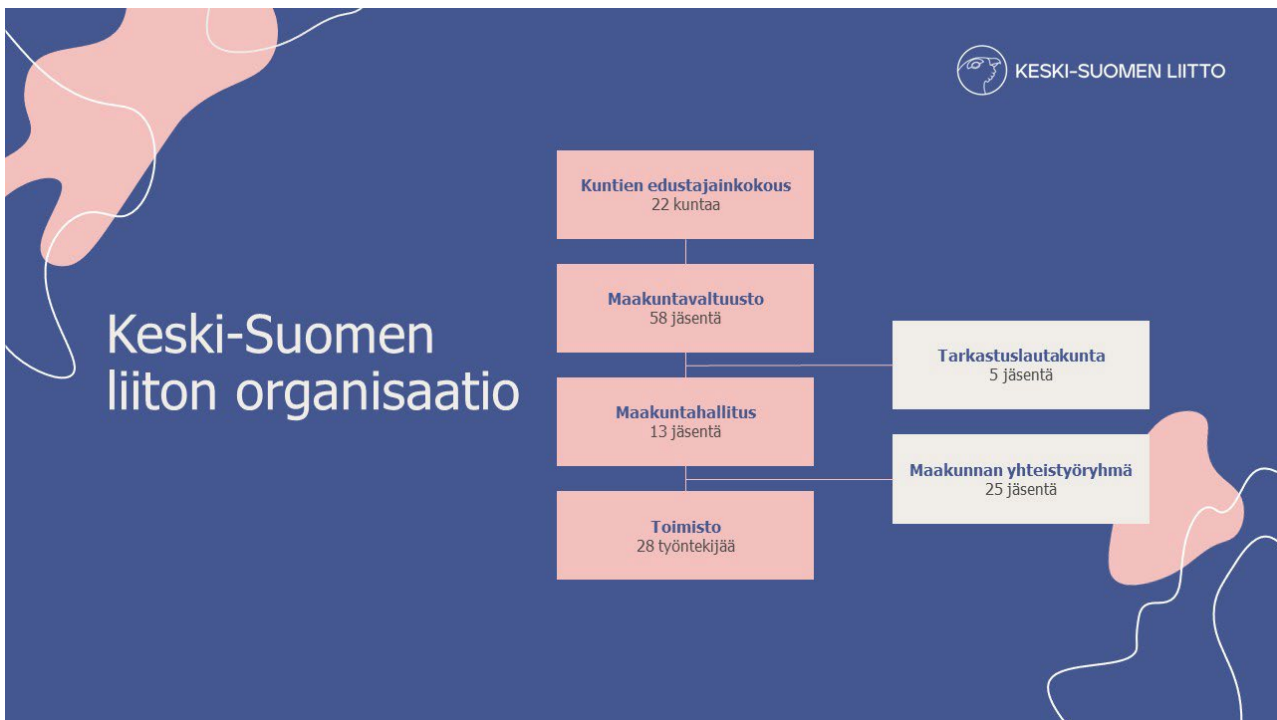 KESKI-SUOMEN LIITTO
Keski-Suomen
liiton organisaatio
Kuntien edustajainkokous
22 kuntaa
Maakuntavaltuusto
58 jäsentä
Tarkastuslautakunta
5 jäsentä
Maakuntahallitus
13 jäsentä
Maakunnan yhteistyöryhmä
25 jäsentä
Toimisto
28 työntekijää